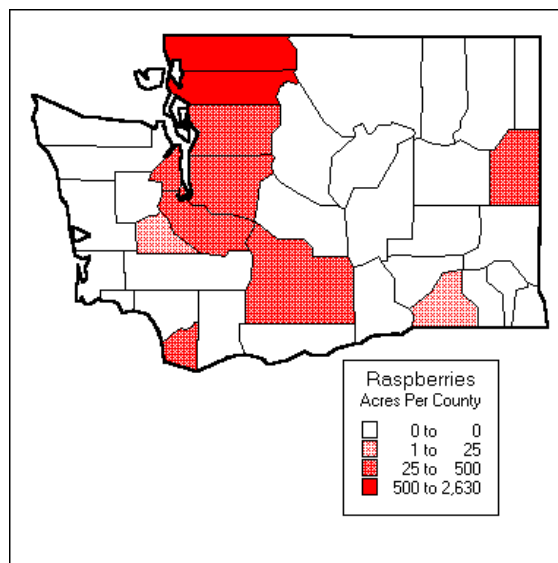 Raspberries
Acres Per County
0 to 0
1 to 25
25 to 500
500 to 2,630